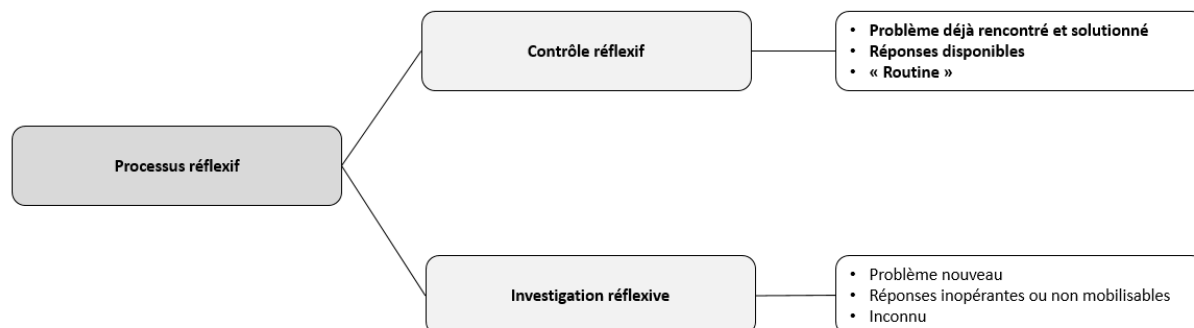 Contrôle réflexif
• Problème déjà rencontré et solutionné
• Réponses disponibles
• « Routine »
Processus réflexif
Investigation réflexive
• Problème nouveau
• Réponses inopérantes ou non mobilisables
• Inconnu